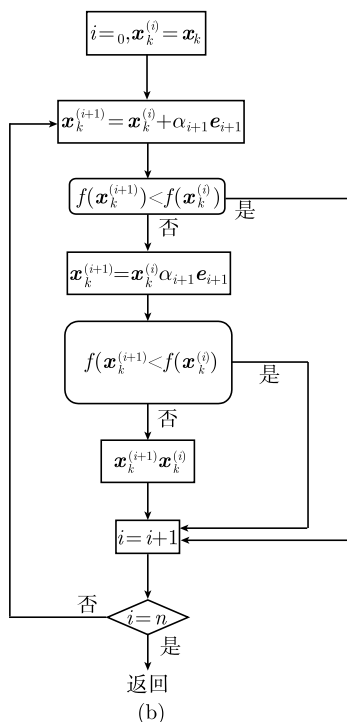 i=0,x_k^{(i)}=x_k
x_k^{(i+1)}=x_k^{(i)}+α_{i+1}e_{i+1}
f(x_k^{(i+1)})<f(x_k^{(i)})
是
否
x_k^{(i+1)}=x_k^{(i)}α_{i+1}e_{i+1}
f(x_k^{(i+1)}<f(x_k^{(i)})
是
否
x_k^{(i+1)}x_k^{(i)}
i=i+1
否
i=n
是
返回
(b)